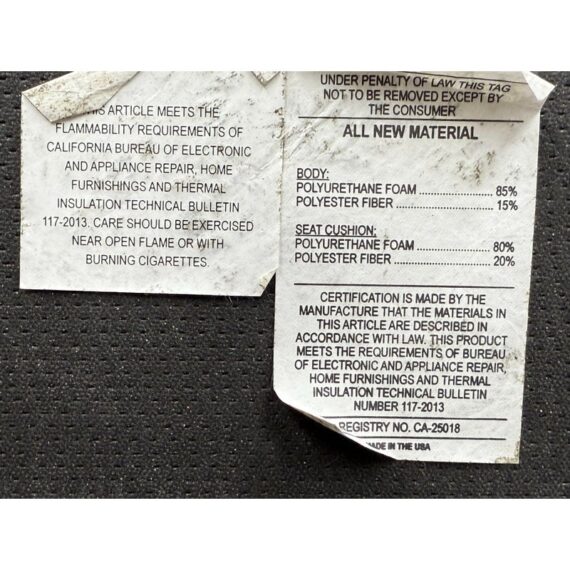 THIS ARTICLE MEETS THE
FLAMMABILITY REQUIREMENTS OF
CALIFORNIA BUREAU OF ELECTRONIC
AND APPLIANCE REPAIR, HOME
FURNISHINGS AND THERMAL
INSULATION TECHNICAL BULLETIN
117-2013. CARE SHOULD BE EXERCISED
NEAR OPEN FLAME OR WITH
BURNING CIGARETTES.
UNDER PENALTY OF LAW THIS TAG
NOT TO BE REMOVED EXCEPT BY
THE CONSUMER
ALL NEW MATERIAL
BODY:
POLYURETHANE FOAM ........................ 85%
POLYESTER FIBER ............................... 15%
SEAT CUSHION:
POLYURETHANE FOAM ........................ 80%
POLYESTER FIBER ............................... 20%
CERTIFICATION IS MADE BY THE
MANUFACTURE THAT THE MATERIALS IN
THIS ARTICLE ARE DESCRIBED IN
ACCORDANCE WITH LAW. THIS PRODUCT
MEETS THE REQUIREMENTS OF BUREAU
OF ELECTRONIC AND APPLIANCE REPAIR,
HOME FURNISHINGS AND THERMAL
INSULATION TECHNICAL BULLETIN
NUMBER 117-2013
REGISTRY NO. CA-25018
MADE IN THE USA